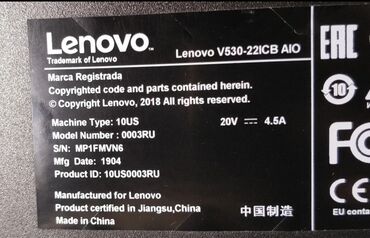 Lenovo
Trademark of Lenovo
Lenovo V530-22ICB AIO
Marca Registrada
Copyrighted code and parts contained herein.
© Copyright Lenovo, 2018 All rights reserved.
Machine Type: 10US
20V 4.5A
Model Number : 0003RU
S/N: MP1FMVN6
Mfg Date: 1904
Product ID: 10US0003RU
Manufactured for Lenovo
Product certified in Jiangsu,China
Made in China
中国制造
EAC
10
FC
CE
EU contact